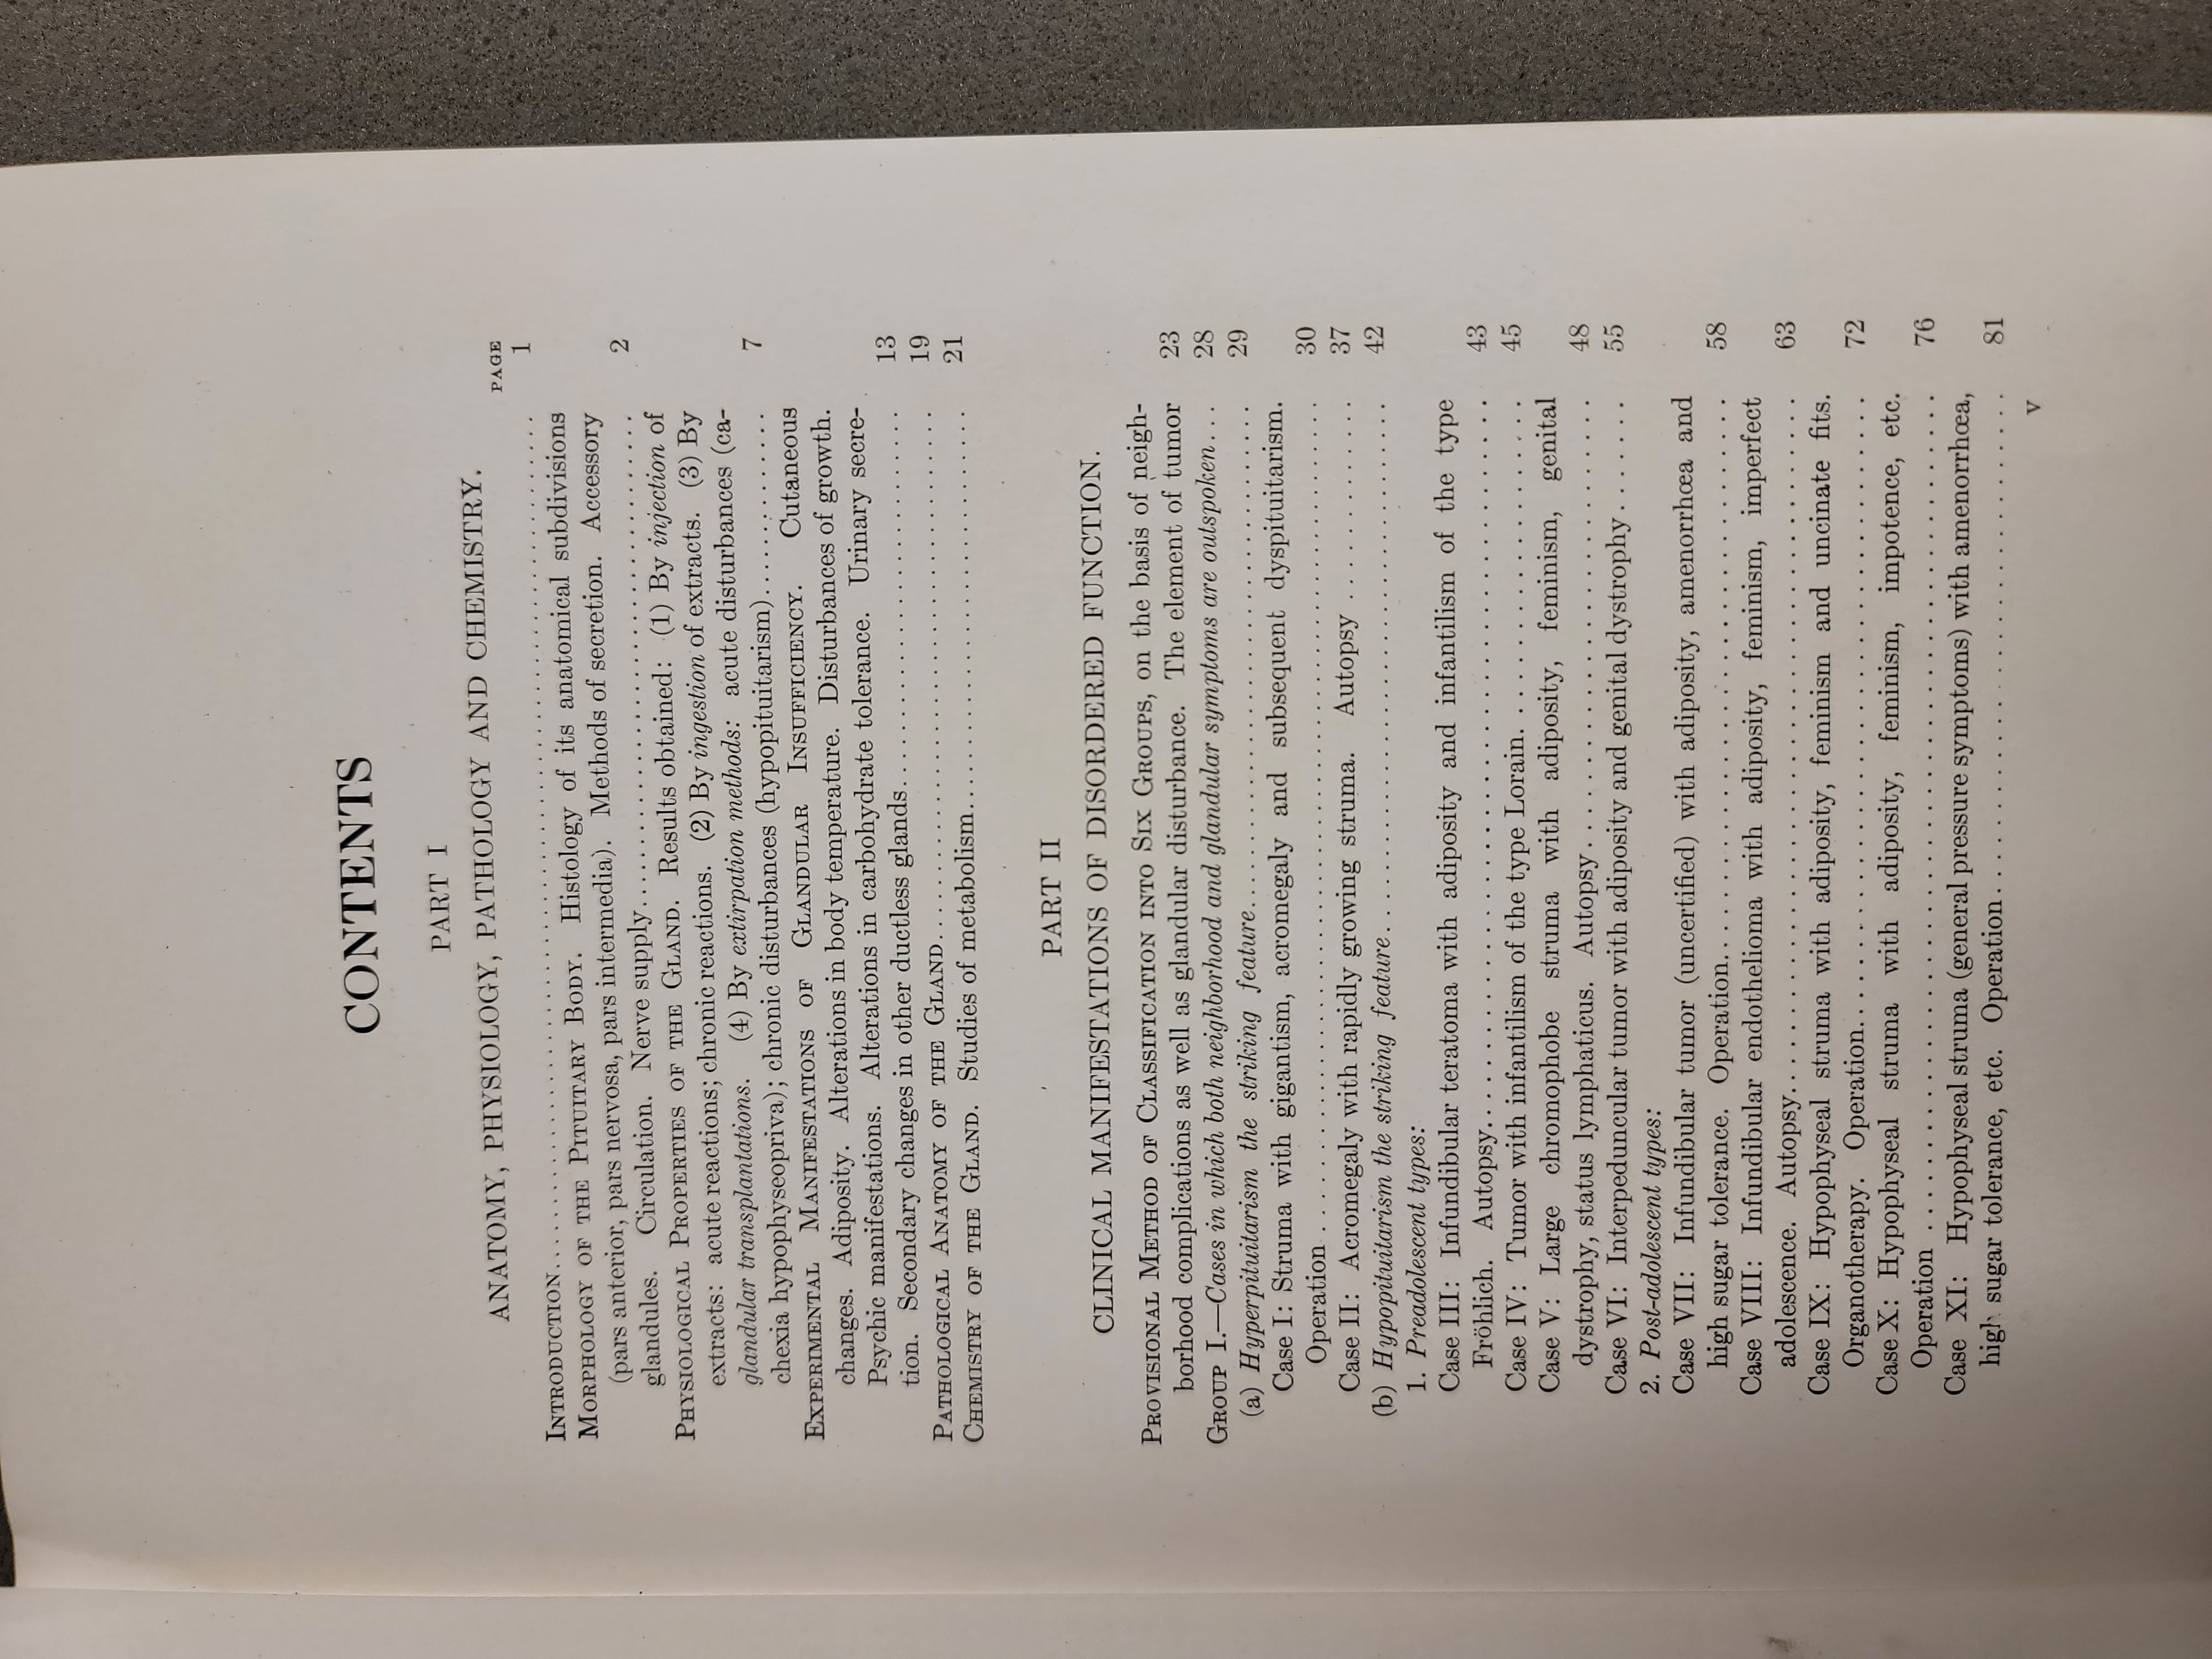 CONTENTS
PART I
ANATOMY, PHYSIOLOGY, PATHOLOGY AND CHEMISTRY.
PAGE
INTRODUCTION........................................................ 1
MORPHOLOGY OF THE PITUITARY BODY. Histology of its anatomical subdivisions
(pars anterior, pars nervosa, pars intermedia). Methods of secretion. Accessory
glandules. Circulation. Nerve supply..................................... 2
PHYSIOLOGICAL PROPERTIES OF THE GLAND. Results obtained: (1) By injection of
extracts: acute reactions; chronic reactions. (2) By ingestion of extracts. (3) By
glandular transplantations. (4) By extirpation methods: acute disturbances (ca-
chexia hypophyseopriva); chronic disturbances (hypopituitarism).............. 7
EXPERIMENTAL MANIFESTATIONS OF GLANDULAR INSUFFICIENCY. Cutaneous
changes. Adiposity. Alterations in body temperature. Disturbances of growth.
Psychic manifestations. Alterations in carbohydrate tolerance. Urinary secre-
tion. Secondary changes in other ductless glands............................ 13
PATHOLOGICAL ANATOMY OF THE GLAND....................................... 19
CHEMISTRY OF THE GLAND. Studies of metabolism.............................. 21
PART II
CLINICAL MANIFESTATIONS OF DISORDERED FUNCTION.
PROVISIONAL METHOD OF CLASSIFICATION INTO SIX GROUPS, on the basis of neigh-
borhood complications as well as glandular disturbance. The element of tumor 23
GROUP I.—Cases in which both neighborhood and glandular symptoms are outspoken... 28
(a) Hyperpituitarism the striking feature..................................... 29
Case I: Struma with gigantism, acromegaly and subsequent dyspituitarism.
Operation ............................................................ 30
Case II: Acromegaly with rapidly growing struma. Autopsy ............. 37
(b) Hypopituitarism the striking feature....................................... 42
1. Preadolescent types:
Case III: Infundibular teratoma with adiposity and infantilism of the type
Fröhlich. Autopsy............................................. 43
Case IV: Tumor with infantilism of the type Lorain. .................. 45
Case V: Large chromophobe struma with adiposity, feminism, genital
dystrophy, status lymphaticus. Autopsy........................... 48
Case VI: Interpeduncular tumor with adiposity and genital dystrophy....... 55
2. Post-adolescent types:
Case VII: Infundibular tumor (uncertified) with adiposity, amenorrhœa and
high sugar tolerance. Operation.................................. 58
Case VIII: Infundibular endothelioma with adiposity, feminism, imperfect
adolescence. Autopsy........................................... 63
Case IX: Hypophyseal struma with adiposity, feminism and uncinate fits.
Organotherapy. Operation....................................... 72
Case X: Hypophyseal struma with adiposity, feminism, impotence, etc.
Operation ..................................................... 76
Case XI: Hypophyseal struma (general pressure symptoms) with amenorrhœa,
high sugar tolerance, etc. Operation.............................. 81
v